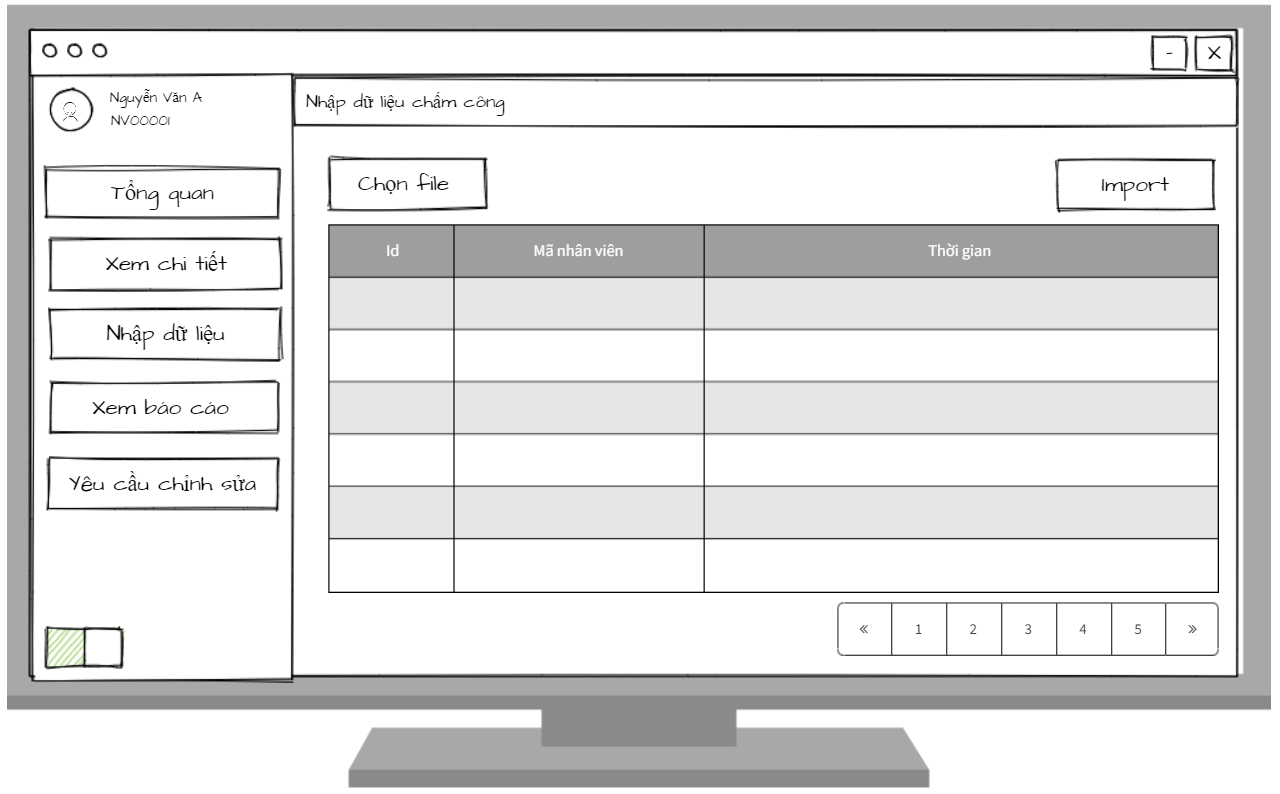 - X
Nguyễn Văn A
NV00001
Nhập dữ liệu chấm công
Tổng quan
Xem chi tiết
Nhập dữ liệu
Xem báo cáo
Yêu cầu chỉnh sửa
Chọn file
Import
Id Mã nhân viên Thời gian
« 1 2 3 4 5 »